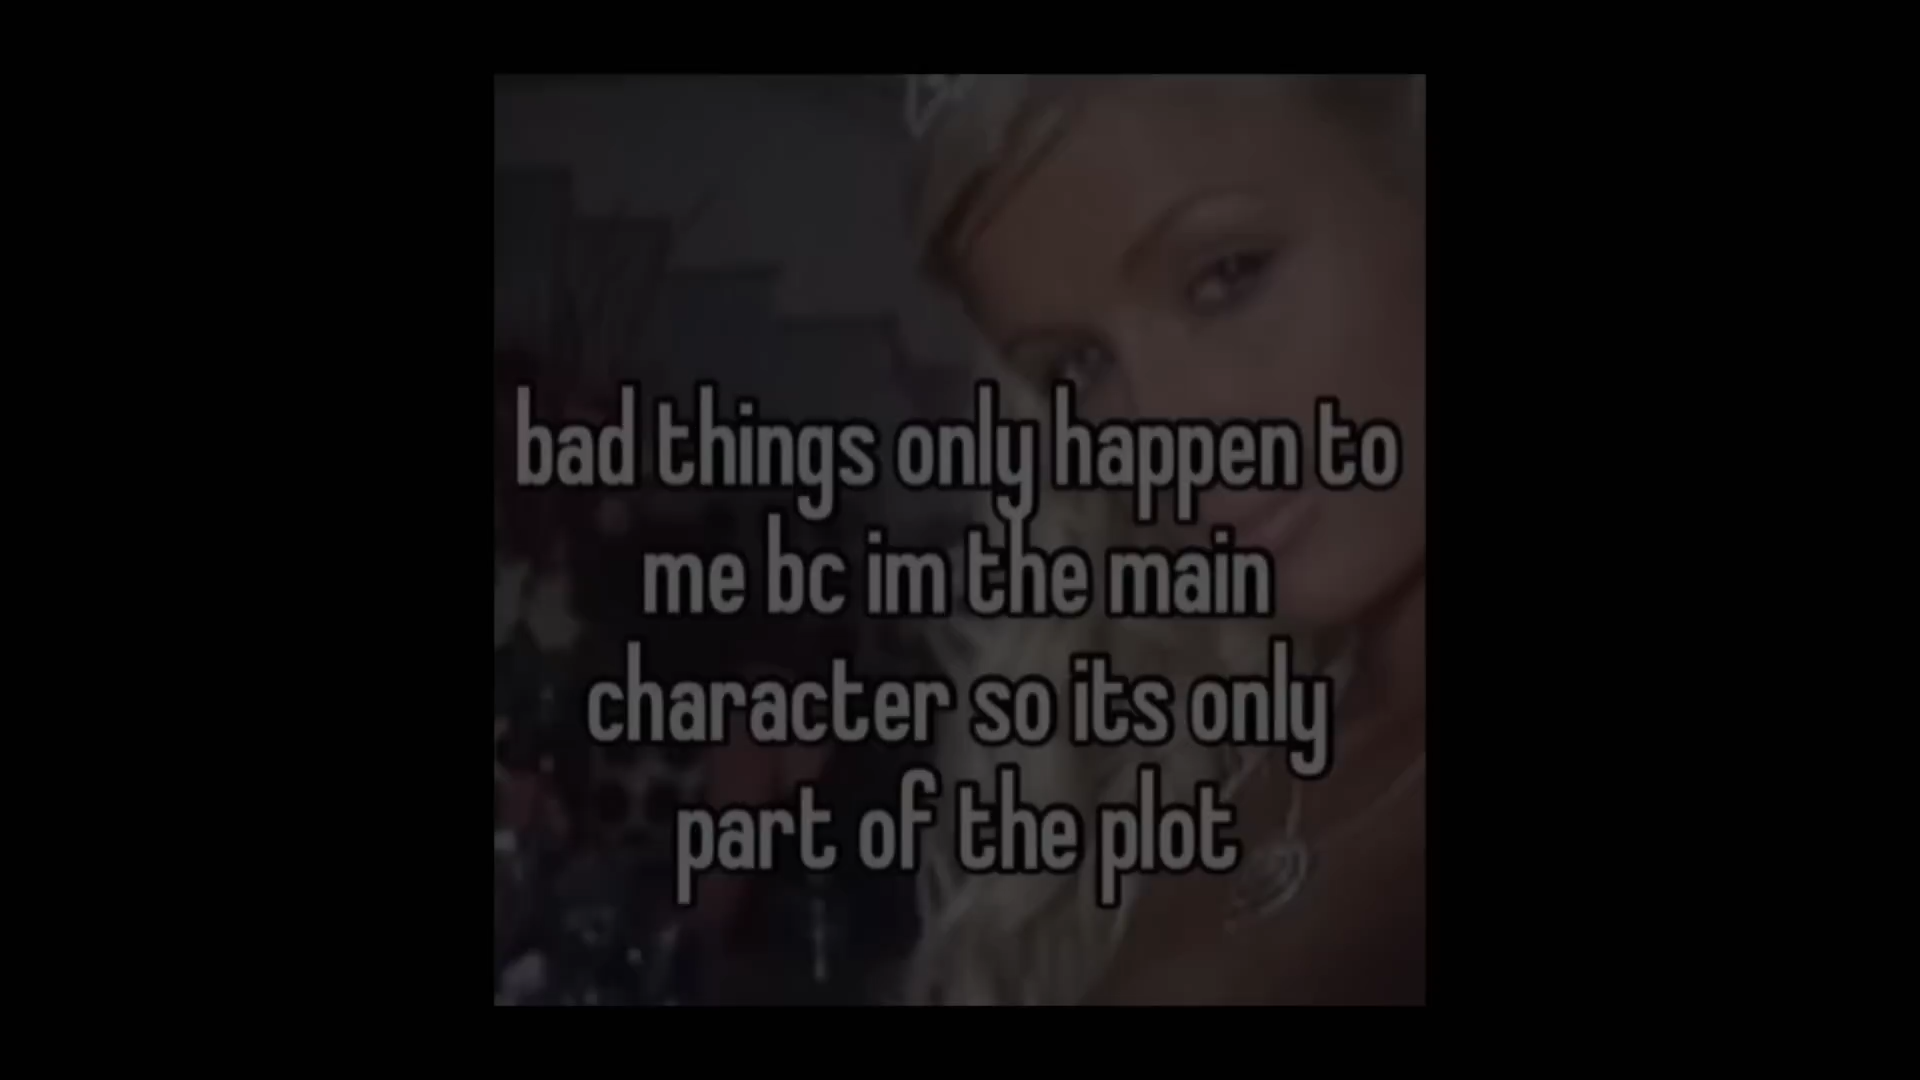 bad things only happen to
me bc im the main
character so its only
part of the plot